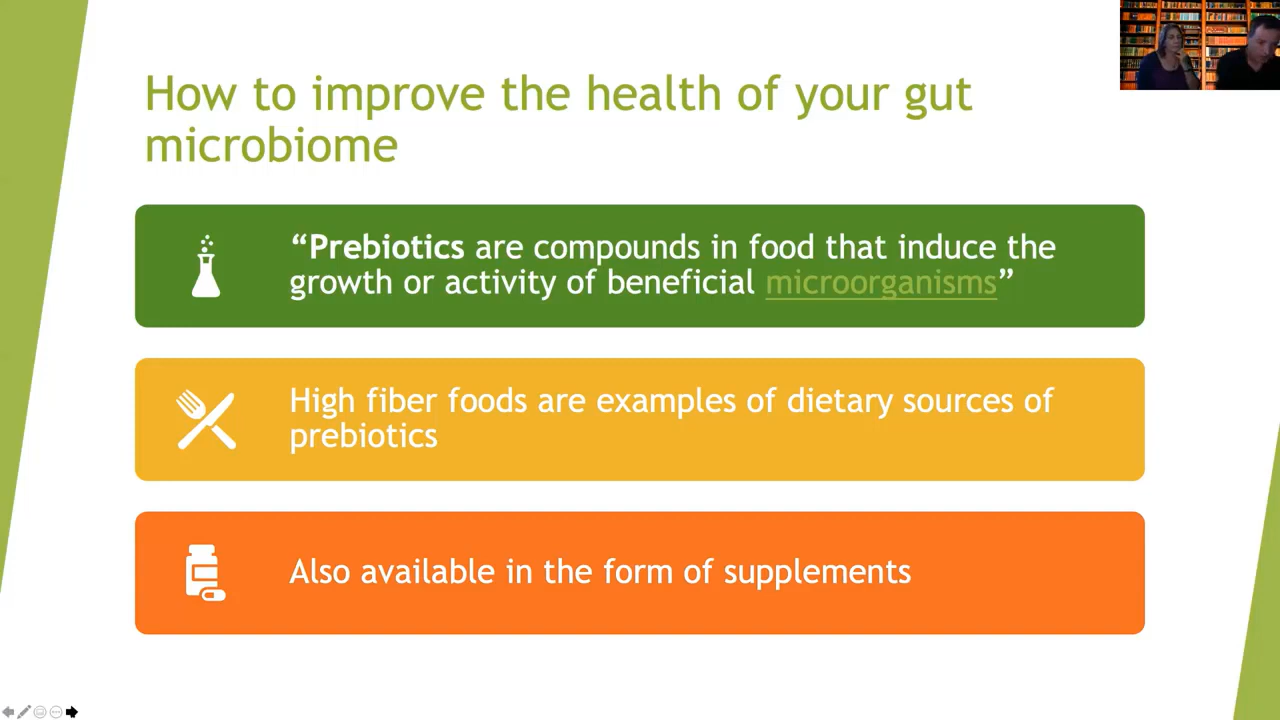 How to improve the health of your gut
microbiome
“Prebiotics are compounds in food that induce the
growth or activity of beneficial microorganisms”
High fiber foods are examples of dietary sources of
prebiotics
Also available in the form of supplements